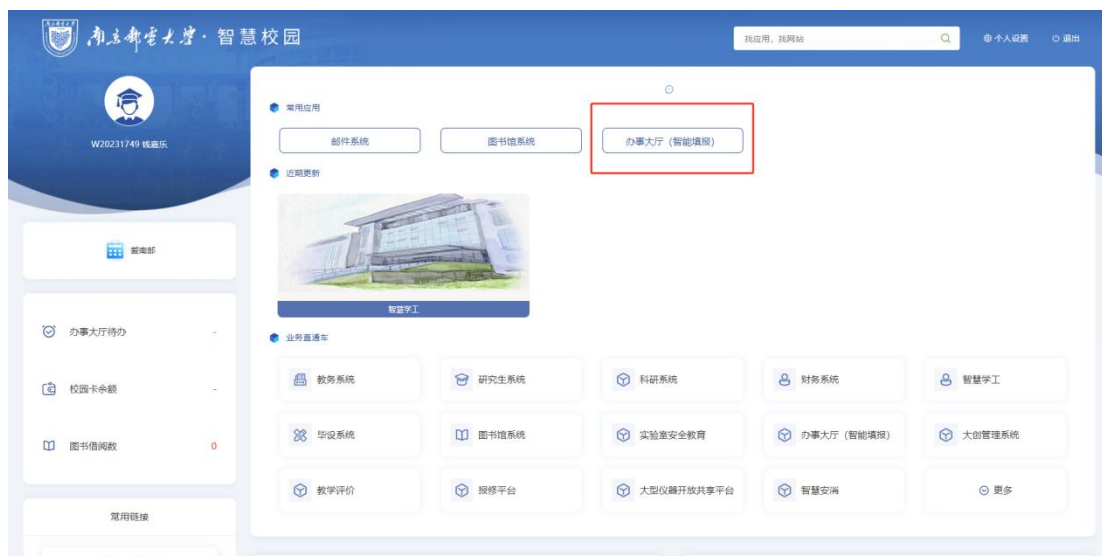 南京邮电大学·智慧校园
找应用，找网站
个人设置
退出
W20231749 钱嘉乐
爱南邮
办事大厅待办 -
校园卡余额 -
图书借阅数 0
常用链接
常用应用
邮件系统 图书馆系统 办事大厅（智能填报）
近期更新
智慧学工
业务直通车
教务系统 研究生系统 科研系统 财务系统 智慧学工
毕设系统 图书馆系统 实验室安全教育 办事大厅（智能填报） 大创管理系统
教学评价 报修平台 大型仪器开放共享平台 智慧安消 更多